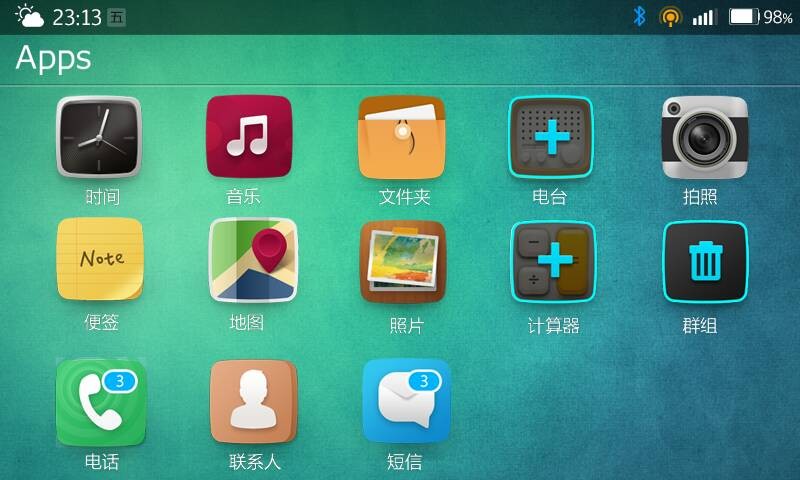 23:13 五
98%
Apps
时间
音乐
文件夹
电台
拍照
Note
便签
地图
照片
计算器
群组
3
3
电话
联系人
短信